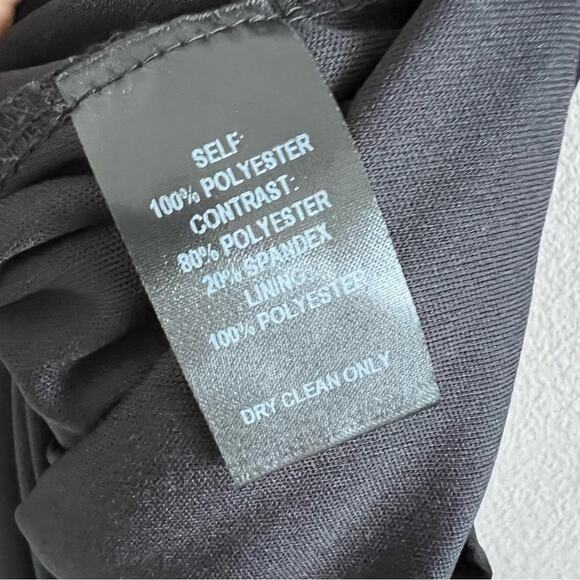 SELF:
100% POLYESTER
CONTRAST:
80% POLYESTER
20% SPANDEX
LINING:
100% POLYESTER
DRY CLEAN ONLY